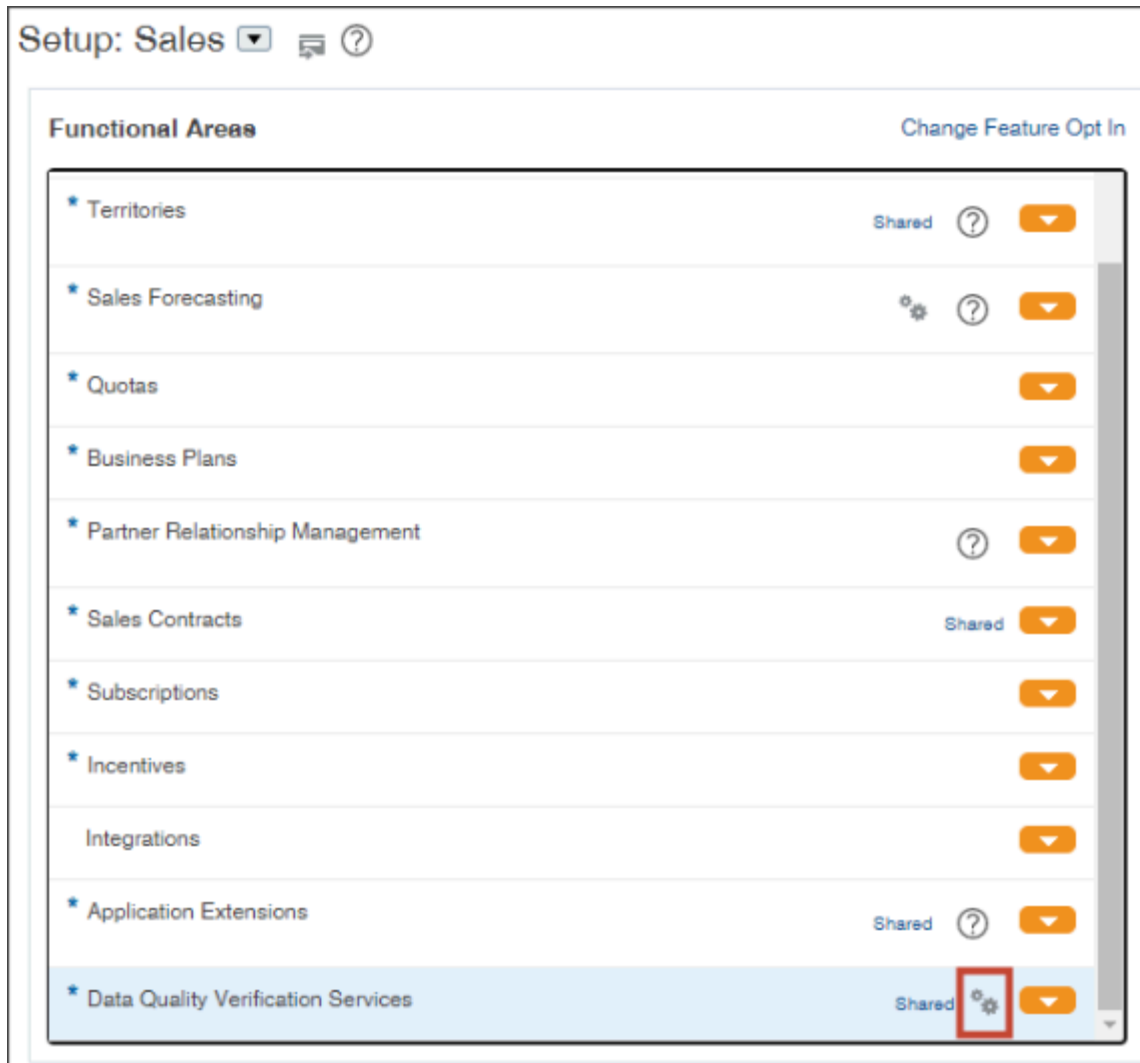 Setup: Sales
Functional Areas Change Feature Opt In
* Territories Shared
* Sales Forecasting
* Quotas
* Business Plans
* Partner Relationship Management
* Sales Contracts Shared
* Subscriptions
* Incentives
Integrations
* Application Extensions Shared
* Data Quality Verification Services Shared